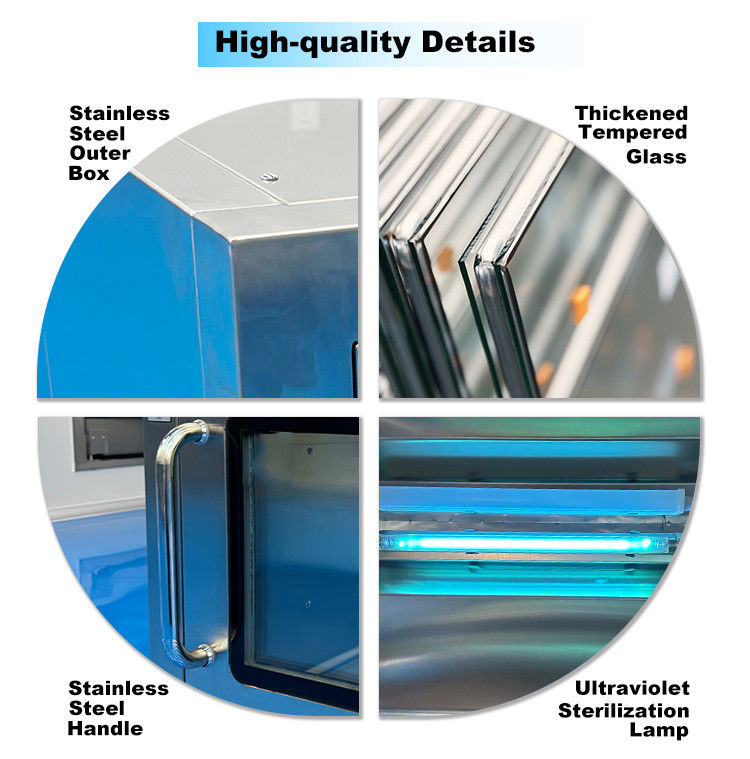 High-quality Details
Stainless
Steel
Outer
Box
Thickened
Tempered
Glass
Stainless
Steel
Handle
Ultraviolet
Sterilization
Lamp